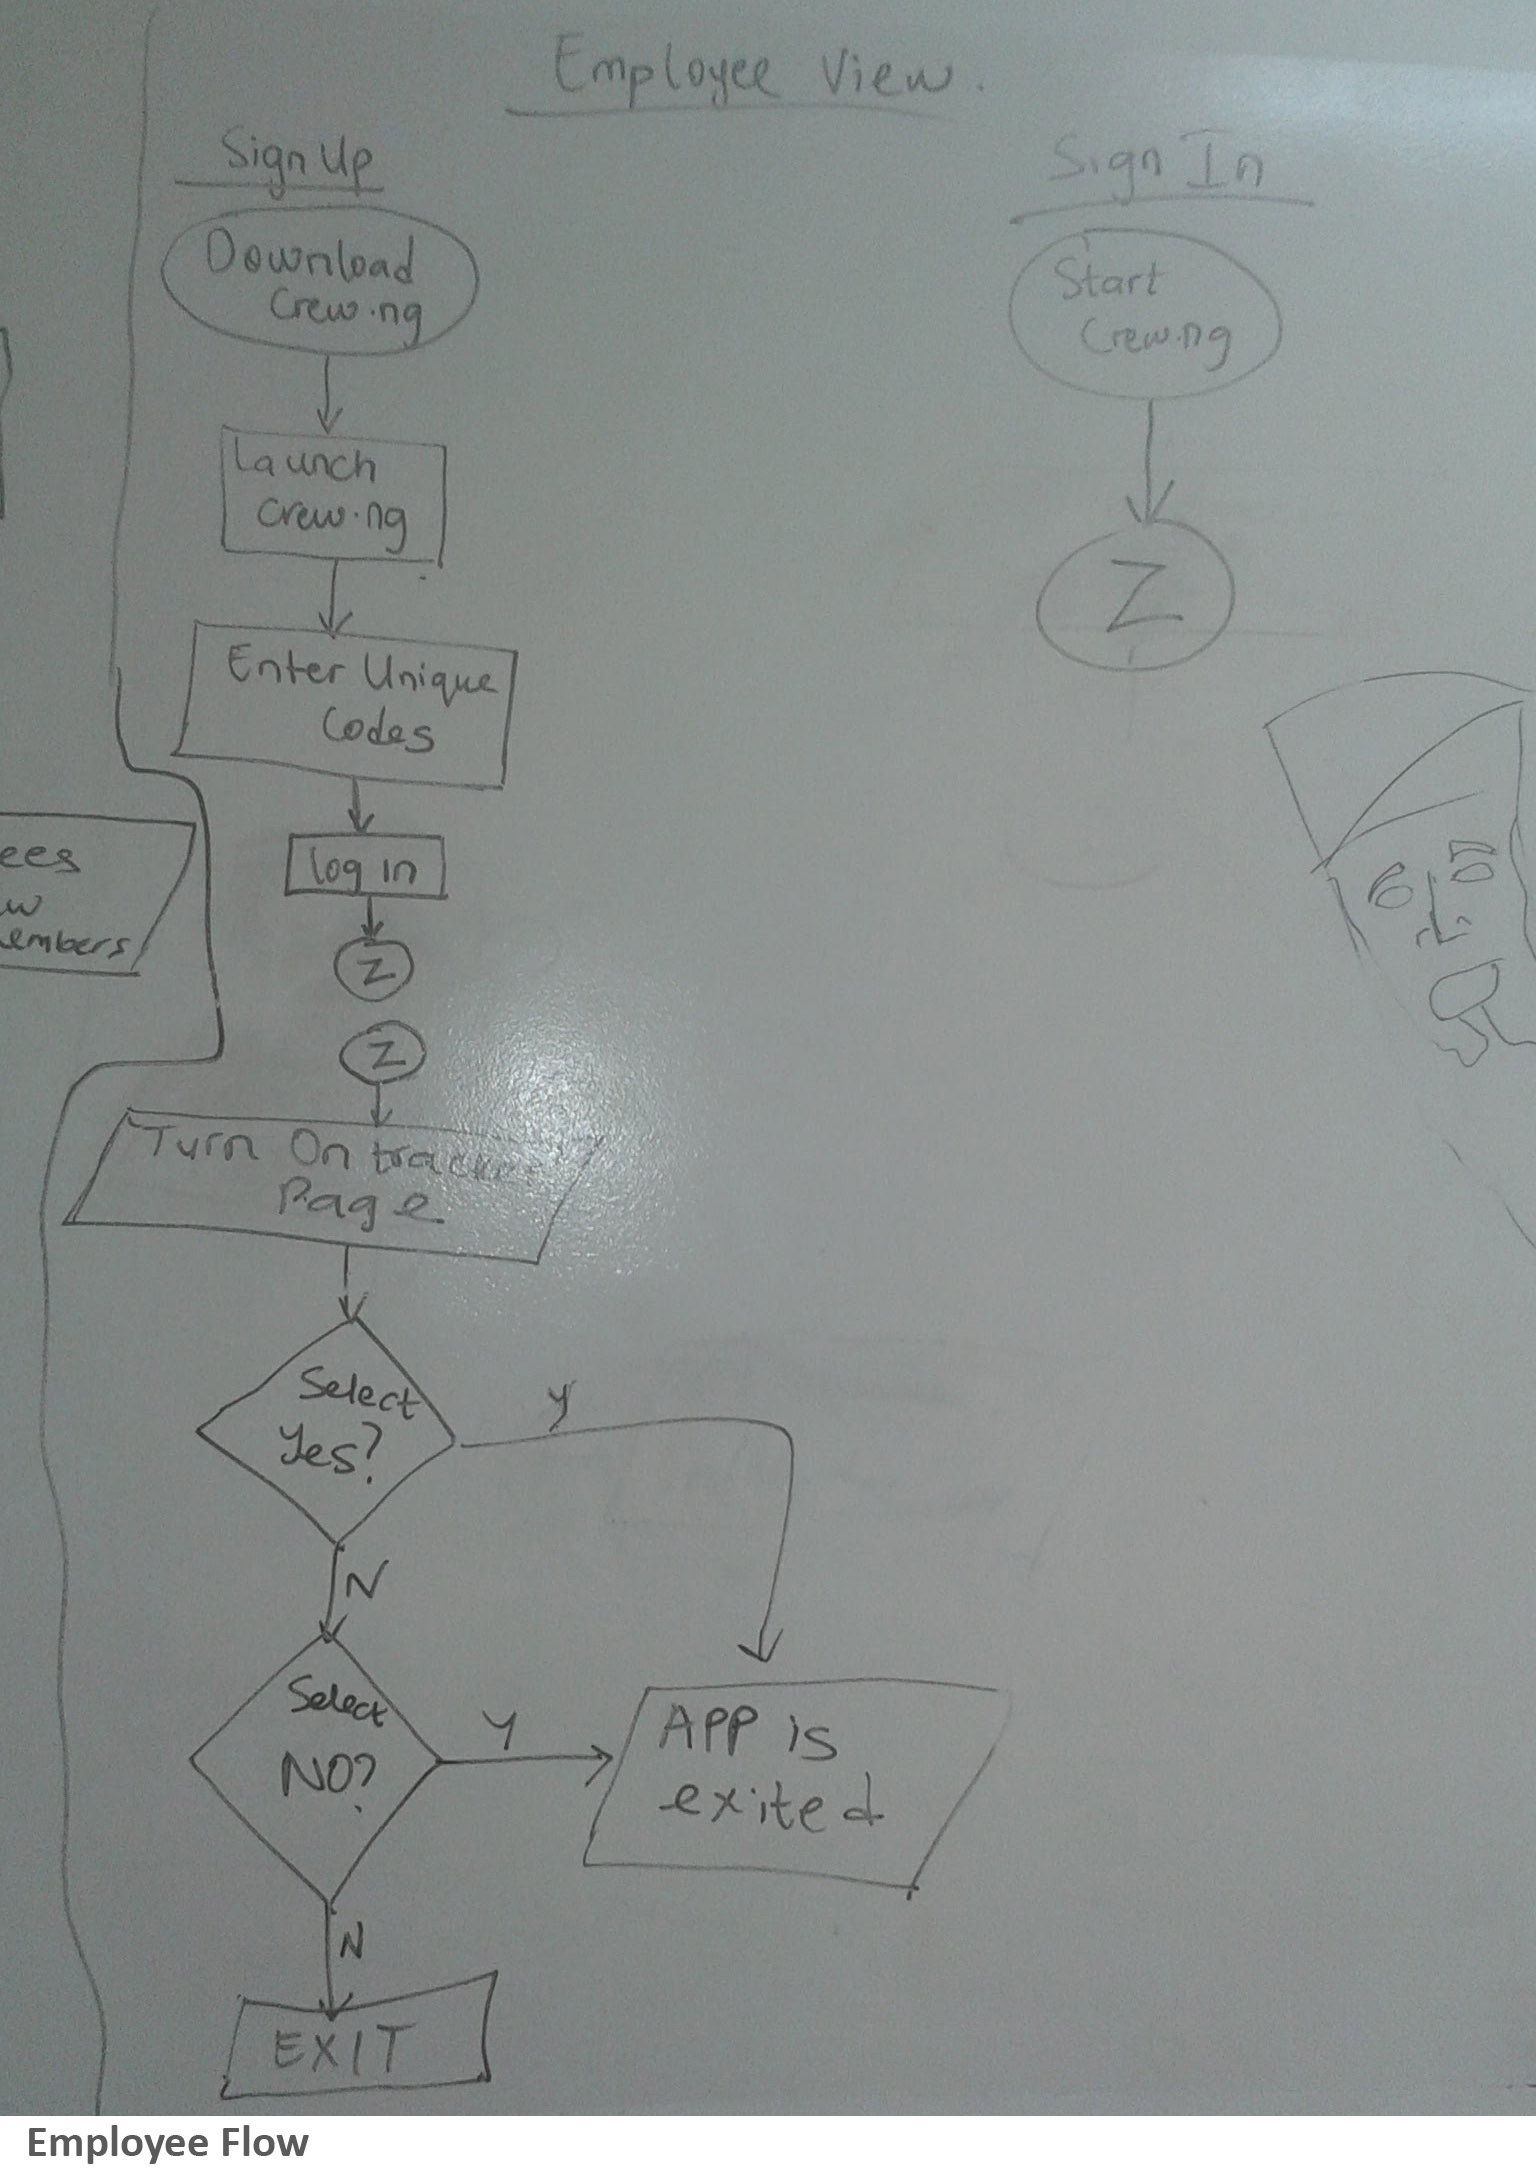 Employee View.
Sign Up
Download
Crew.ng
Launch
Crew.ng
Enter Unique
Codes
log in
Z
Z
Turn On tracker
Page
Select
Yes?
Y
N
Select
NO?
Y
N
APP is
exited
EXIT
Sign In
Start
Crew.ng
Z
ees
w
embers
Employee Flow